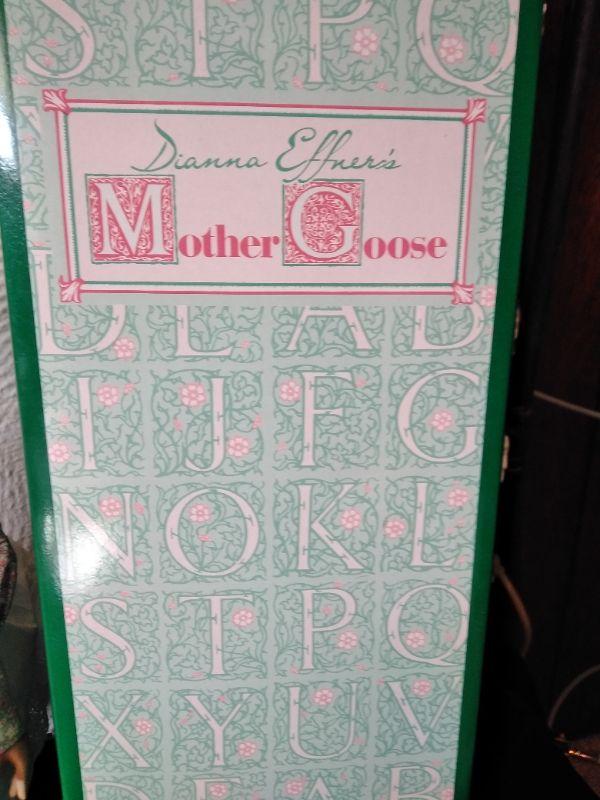 S T P Q
Dianna Effner's
Mother Goose
D E A B
I J F G
N O K L
S T P Q
X Y U V
D E A B